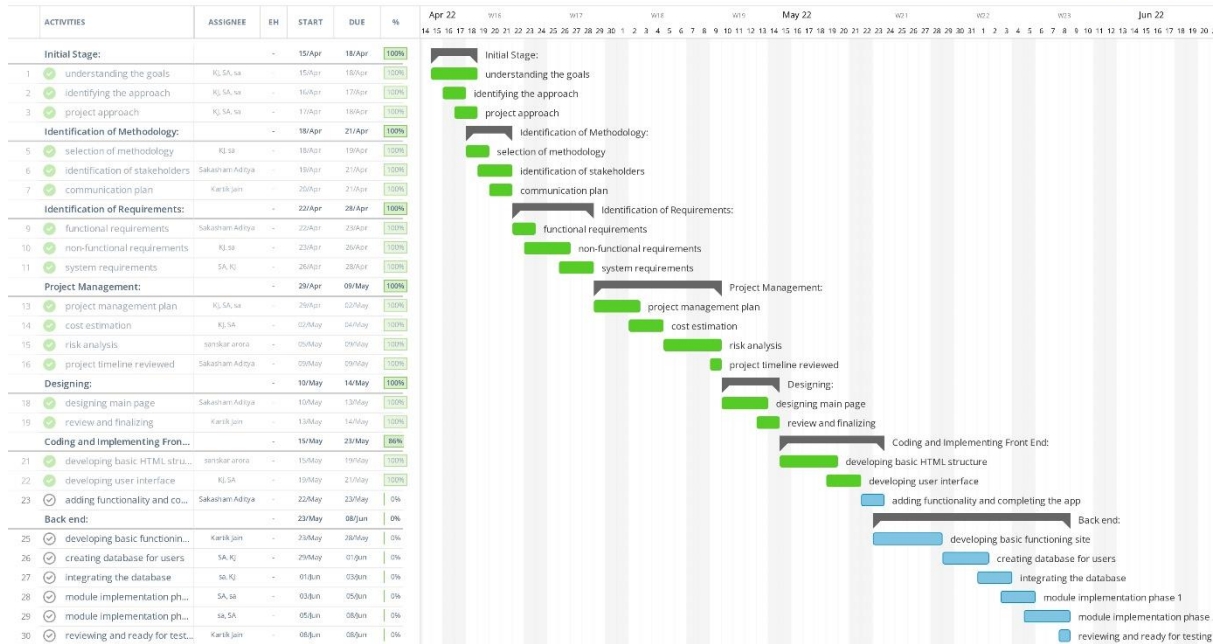 ACTIVITIES ASSIGNEE EH START DUE %
Apr 22 W16 W17 W18 W19 May 22 W21 W22 W23 Jun 22
14 15 16 17 18 19 20 21 22 23 24 25 26 27 28 29 30 1 2 3 4 5 6 7 8 9 10 11 12 13 14 15 16 17 18 19 20 21 22 23 24 25 26 27 28 29 30 31 1 2 3 4 5 6 7 8 9 10 11 12 13 14 15 16 17 18 19 20
Initial Stage: - 15/Apr 18/Apr 100% Initial Stage:
1 understanding the goals KJ, SA, sa - 15/Apr 18/Apr 100% understanding the goals
2 identifying the approach KJ, SA, sa - 16/Apr 17/Apr 100% identifying the approach
3 project approach KJ, SA, sa - 17/Apr 18/Apr 100% project approach
Identification of Methodology: - 18/Apr 21/Apr 100% Identification of Methodology:
5 selection of methodology KJ, sa - 18/Apr 19/Apr 100% selection of methodology
6 identification of stakeholders Sakasham Aditya - 19/Apr 21/Apr 100% identification of stakeholders
7 communication plan Kartik Jain - 20/Apr 21/Apr 100% communication plan
Identification of Requirements: - 22/Apr 28/Apr 100% Identification of Requirements:
9 functional requirements Sakasham Aditya - 22/Apr 23/Apr 100% functional requirements
10 non-functional requirements KJ, sa - 23/Apr 26/Apr 100% non-functional requirements
11 system requirements SA, KJ - 26/Apr 28/Apr 100% system requirements
Project Management: - 29/Apr 09/May 100% Project Management:
13 project management plan KJ, SA, sa - 29/Apr 02/May 100% project management plan
14 cost estimation KJ, SA - 02/May 04/May 100% cost estimation
15 risk analysis sanskar arora - 05/May 09/May 100% risk analysis
16 project timeline reviewed Sakasham Aditya - 09/May 09/May 100% project timeline reviewed
Designing: - 10/May 14/May 100% Designing:
18 designing main page Sakasham Aditya - 10/May 13/May 100% designing main page
19 review and finalizing Kartik Jain - 13/May 14/May 100% review and finalizing
Coding and Implementing Fron... - 15/May 23/May 86% Coding and Implementing Front End:
21 developing basic HTML stru... sanskar arora - 15/May 19/May 100% developing basic HTML structure
22 developing user interface KJ, SA - 19/May 21/May 100% developing user interface
23 adding functionality and co... Sakasham Aditya - 22/May 23/May 0% adding functionality and completing the app
Back end: - 23/May 08/Jun 0% Back end:
25 developing basic functionin... Kartik Jain - 23/May 28/May 0% developing basic functioning site
26 creating database for users SA, KJ - 29/May 01/Jun 0% creating database for users
27 integrating the database sa, KJ - 01/Jun 03/Jun 0% integrating the database
28 module implementation ph... SA, sa - 03/Jun 05/Jun 0% module implementation phase 1
29 module implementation ph... sa, SA - 05/Jun 08/Jun 0% module implementation phase
30 reviewing and ready for test... Kartik Jain - 08/Jun 08/Jun 0% reviewing and ready for testing